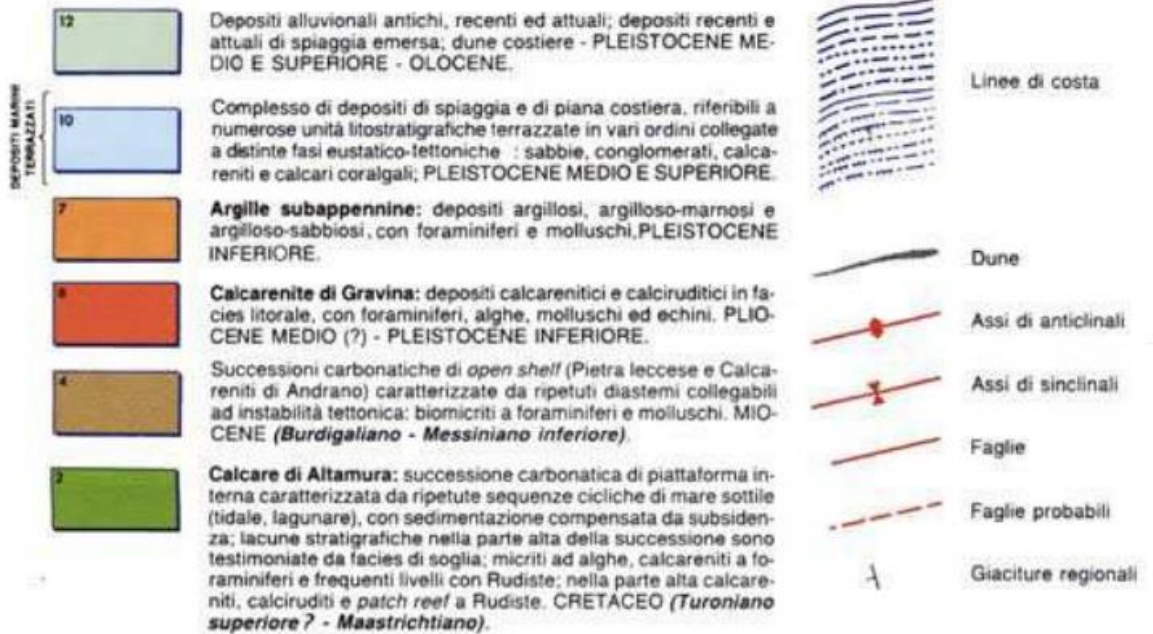 12
Depositi alluvionali antichi, recenti ed attuali; depositi recenti e
attuali di spiaggia emersa; dune costiere - PLEISTOCENE ME-
DIO E SUPERIORE - OLOCENE.
DEPOSITI MARINI
TERRAZZATI
10
Complesso di depositi di spiaggia e di piana costiera, riferibili a
numerose unità litostratigrafiche terrazzate in vari ordini collegate
a distinte fasi eustatico-tettoniche : sabbie, conglomerati, calca-
reniti e calcari coralgali; PLEISTOCENE MEDIO E SUPERIORE.
7
Argille subappennine: depositi argillosi, argilloso-marnosi e
argilloso-sabbiosi, con foraminiferi e molluschi,PLEISTOCENE
INFERIORE.
6
Calcarenite di Gravina: depositi calcarenitici e calciruditici in fa-
cies litorale, con foraminiferi, alghe, molluschi ed echini. PLIO-
CENE MEDIO (?) - PLEISTOCENE INFERIORE.
4
Successioni carbonatiche di open shelf (Pietra leccese e Calca-
reniti di Andrano) caratterizzate da ripetuti diastemi collegabili
ad instabilità tettonica: biomicriti a foraminiferi e molluschi. MIO-
CENE (Burdigaliano - Messiniano inferiore).
2
Calcare di Altamura: successione carbonatica di piattaforma in-
terna caratterizzata da ripetute sequenze cicliche di mare sottile
(tidale, lagunare), con sedimentazione compensata da subsiden-
za; lacune stratigrafiche nella parte alta della successione sono
testimoniate da facies di soglia; micriti ad alghe, calcareniti a fo-
raminiferi e frequenti livelli con Rudiste; nella parte alta calcare-
niti, calciruditi e patch reef a Rudiste. CRETACEO (Turoniano
superiore ? - Maastrichtiano).
Linee di costa
Dune
Assi di anticlinali
Assi di sinclinali
Faglie
Faglie probabili
Giaciture regionali